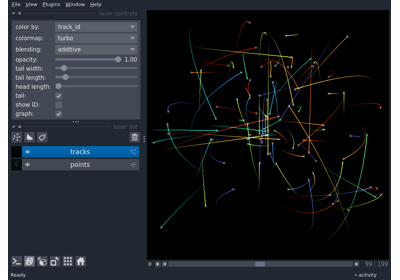 File View Plugins Window Help
layer controls
color by: track_id
colormap: turbo
blending: additive
opacity: 1.00
tail width:
tail length:
head length:
tail:
show ID:
graph:
layer list
tracks
points
0 99 199
Ready activity